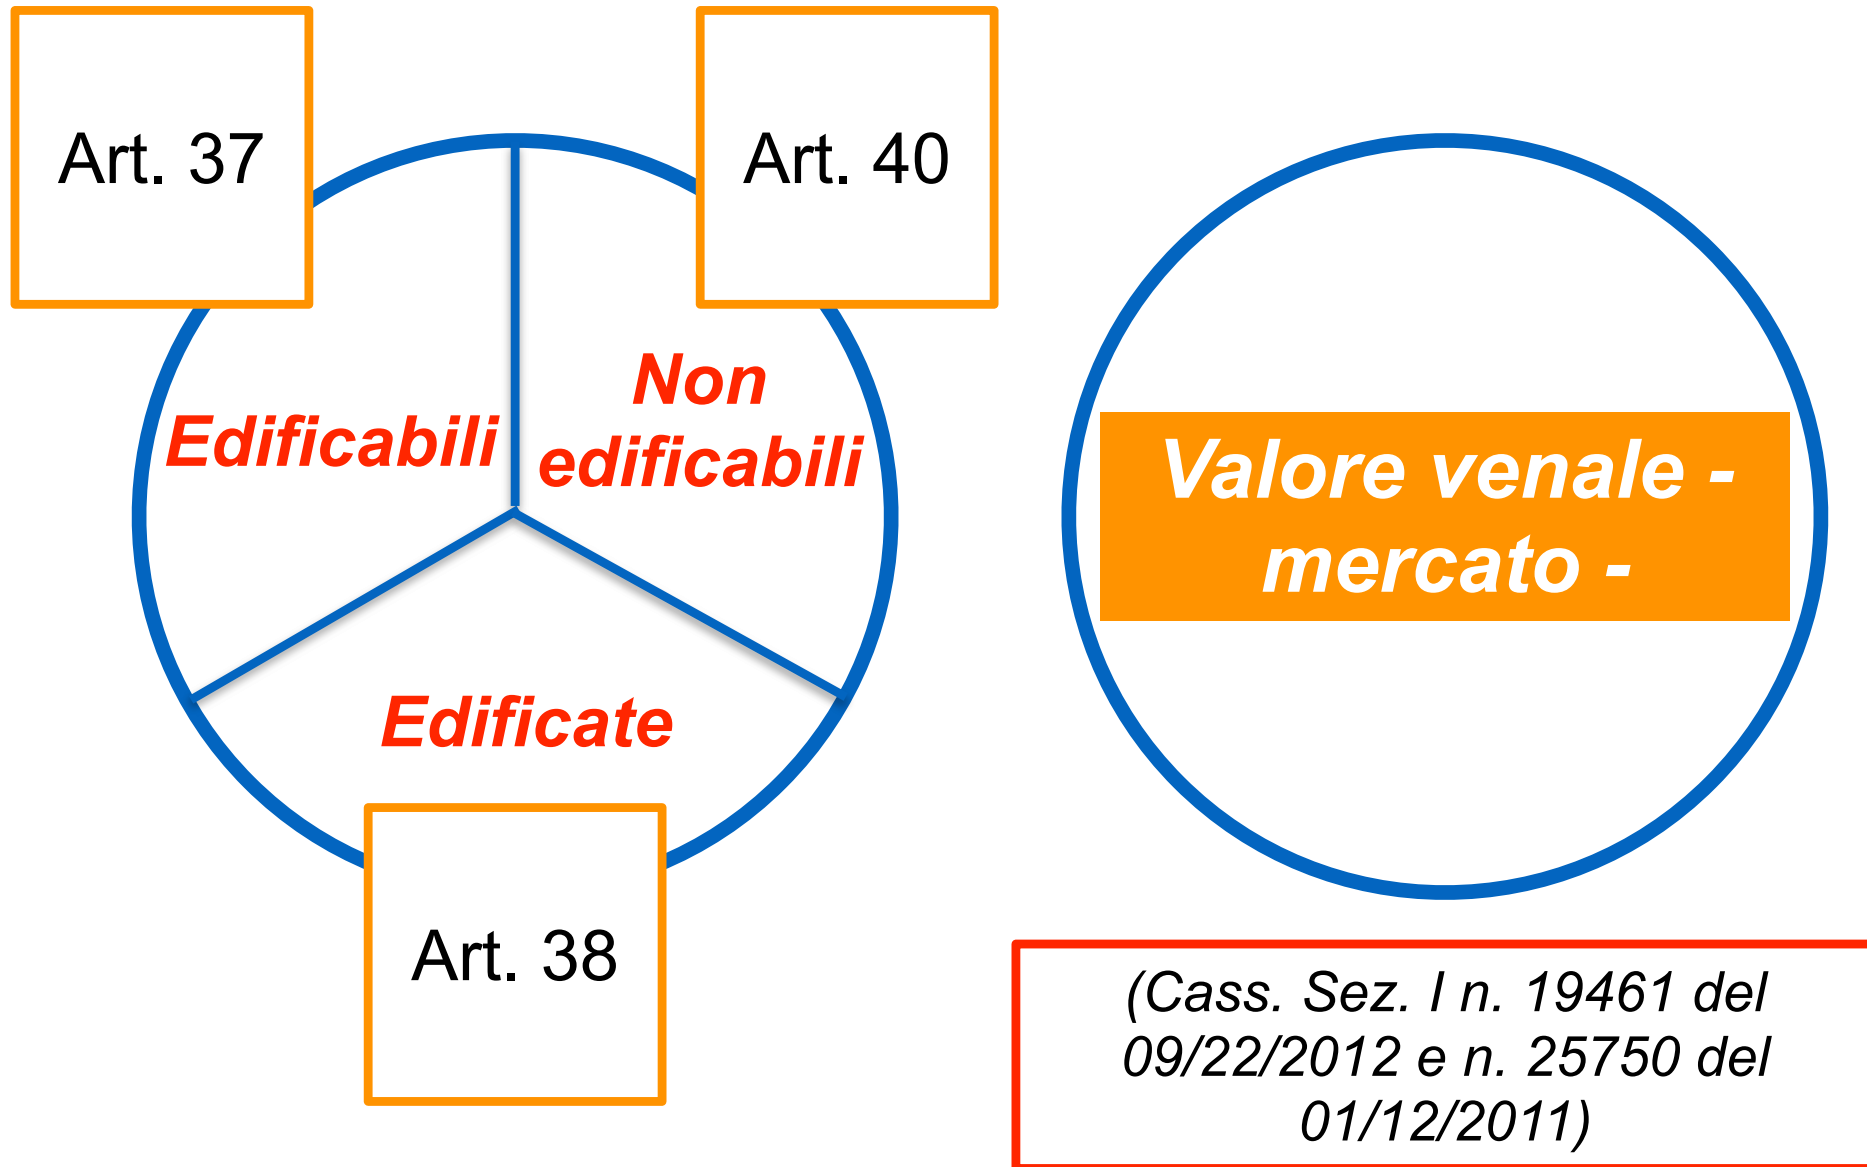 Art. 37
Art. 40
Edificabili
Non
edificabili
Edificate
Art. 38
Valore venale -
mercato -
(Cass. Sez. I n. 19461 del
09/22/2012 e n. 25750 del
01/12/2011)